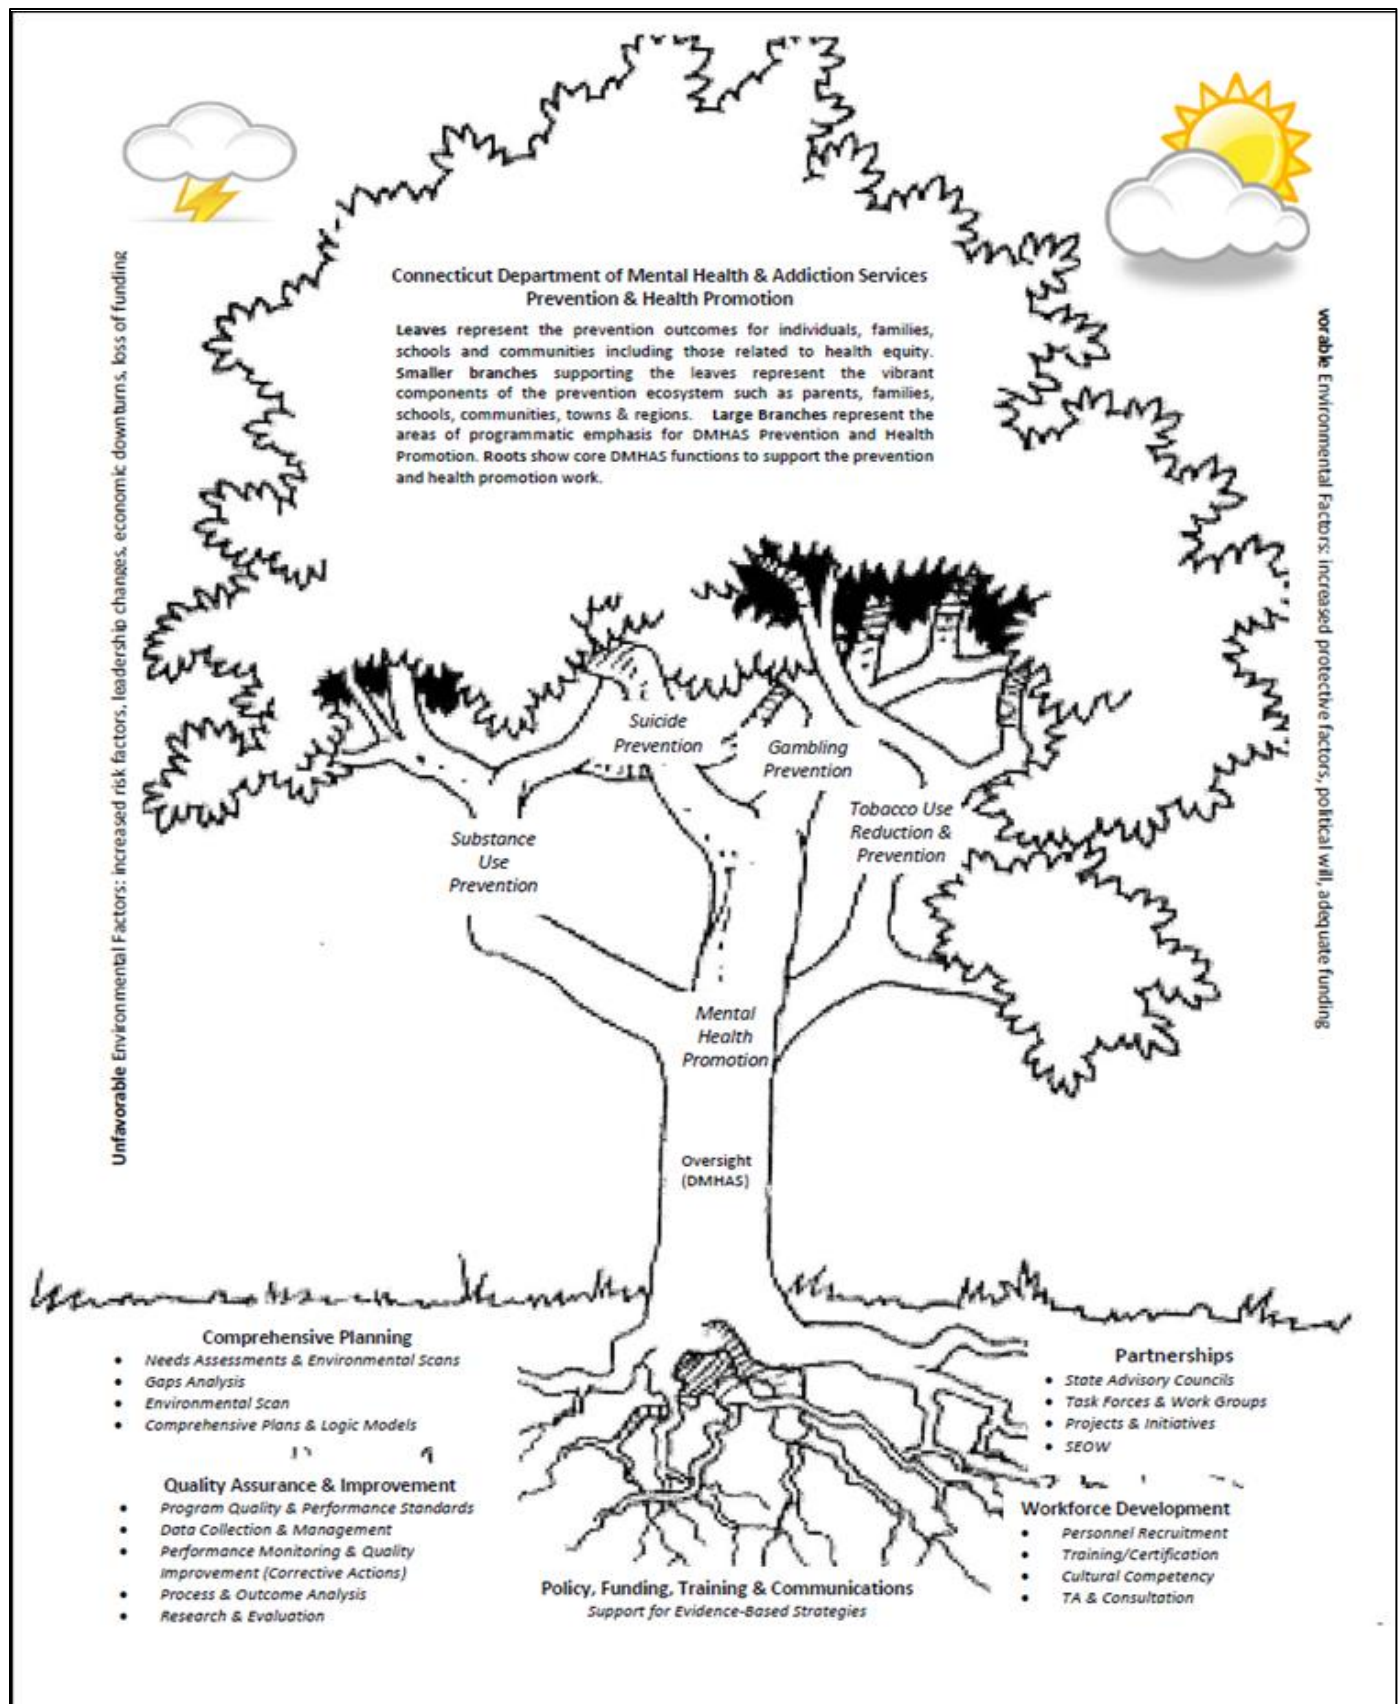 Connecticut Department of Mental Health & Addiction Services
Prevention & Health Promotion
Leaves represent the prevention outcomes for individuals, families,
schools and communities including those related to health equity.
Smaller branches supporting the leaves represent the vibrant
components of the prevention ecosystem such as parents, families,
schools, communities, towns & regions. Large Branches represent the
areas of programmatic emphasis for DMHAS Prevention and Health
Promotion. Roots show core DMHAS functions to support the prevention
and health promotion work.
Unfavorable Environmental Factors: increased risk factors, leadership changes, economic downturns, loss of funding
vorable Environmental Factors: increased protective factors, political will, adequate funding
Suicide
Prevention
Gambling
Prevention
Tobacco Use
Reduction &
Prevention
Substance
Use
Prevention
Mental
Health
Promotion
Oversight
(DMHAS)
Comprehensive Planning
• Needs Assessments & Environmental Scans
• Gaps Analysis
• Environmental Scan
• Comprehensive Plans & Logic Models
Quality Assurance & Improvement
• Program Quality & Performance Standards
• Data Collection & Management
• Performance Monitoring & Quality
Improvement (Corrective Actions)
• Process & Outcome Analysis
• Research & Evaluation
Policy, Funding, Training & Communications
Support for Evidence-Based Strategies
Partnerships
• State Advisory Councils
• Task Forces & Work Groups
• Projects & Initiatives
• SEOW
Workforce Development
• Personnel Recruitment
• Training/Certification
• Cultural Competency
• TA & Consultation